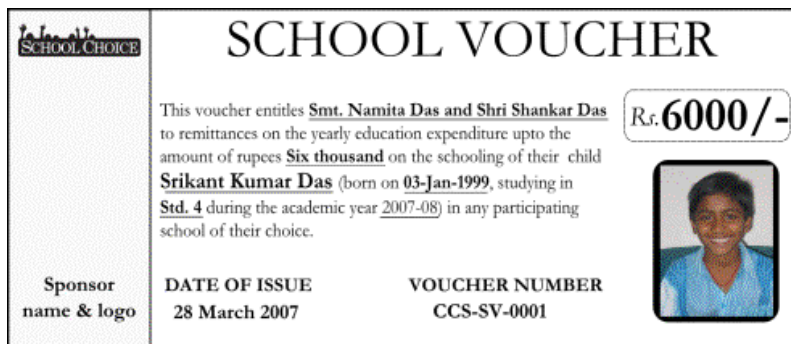 SCHOOL CHOICE
SCHOOL VOUCHER
This voucher entitles Smt. Namita Das and Shri Shankar Das
to remittances on the yearly education expenditure upto the
amount of rupees Six thousand on the schooling of their child
Srikant Kumar Das (born on 03-Jan-1999, studying in
Std. 4 during the academic year 2007-08) in any participating
school of their choice.
Rs.6000/-
Sponsor
name & logo
DATE OF ISSUE
28 March 2007
VOUCHER NUMBER
CCS-SV-0001